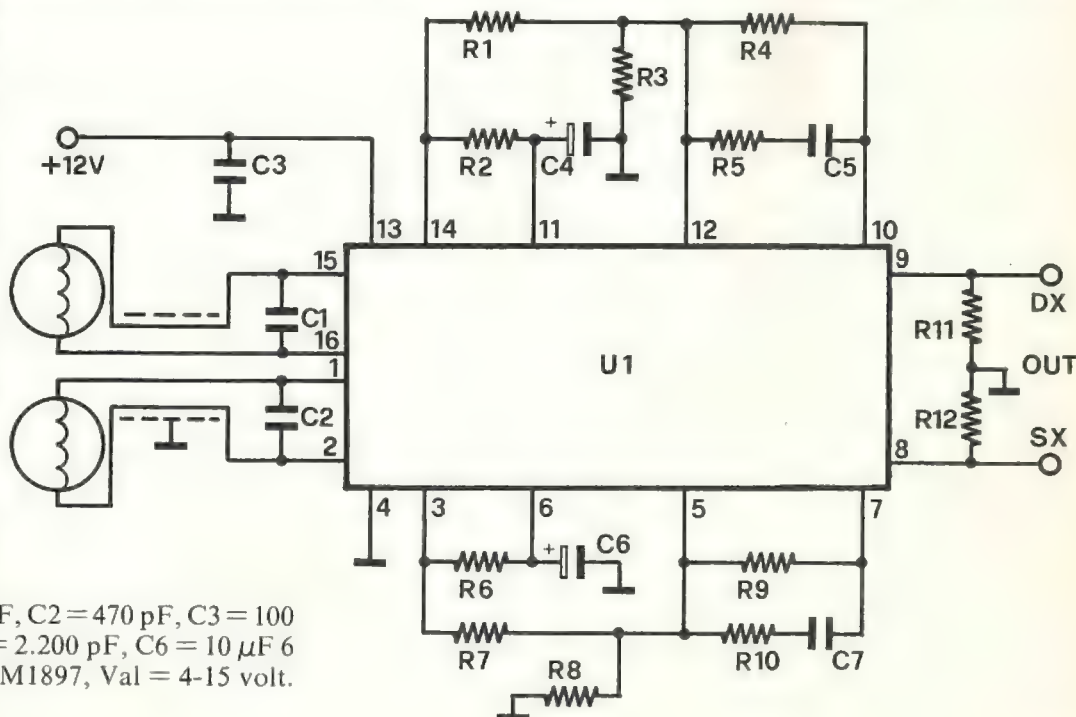 R1
R4
R3
+12V
C3
R2
+
C4
R5
C5
13
14
11
12
10
15
9
DX
C1
R11
16
U1
OUT
1
C2
R12
2
8
SX
4
3
6
5
7
R6
+
C6
R9
R7
R10
C7
R8
F, C2 = 470 pF, C3 = 100
= 2.200 pF, C6 = 10 μF 6
M1897, Val = 4-15 volt.